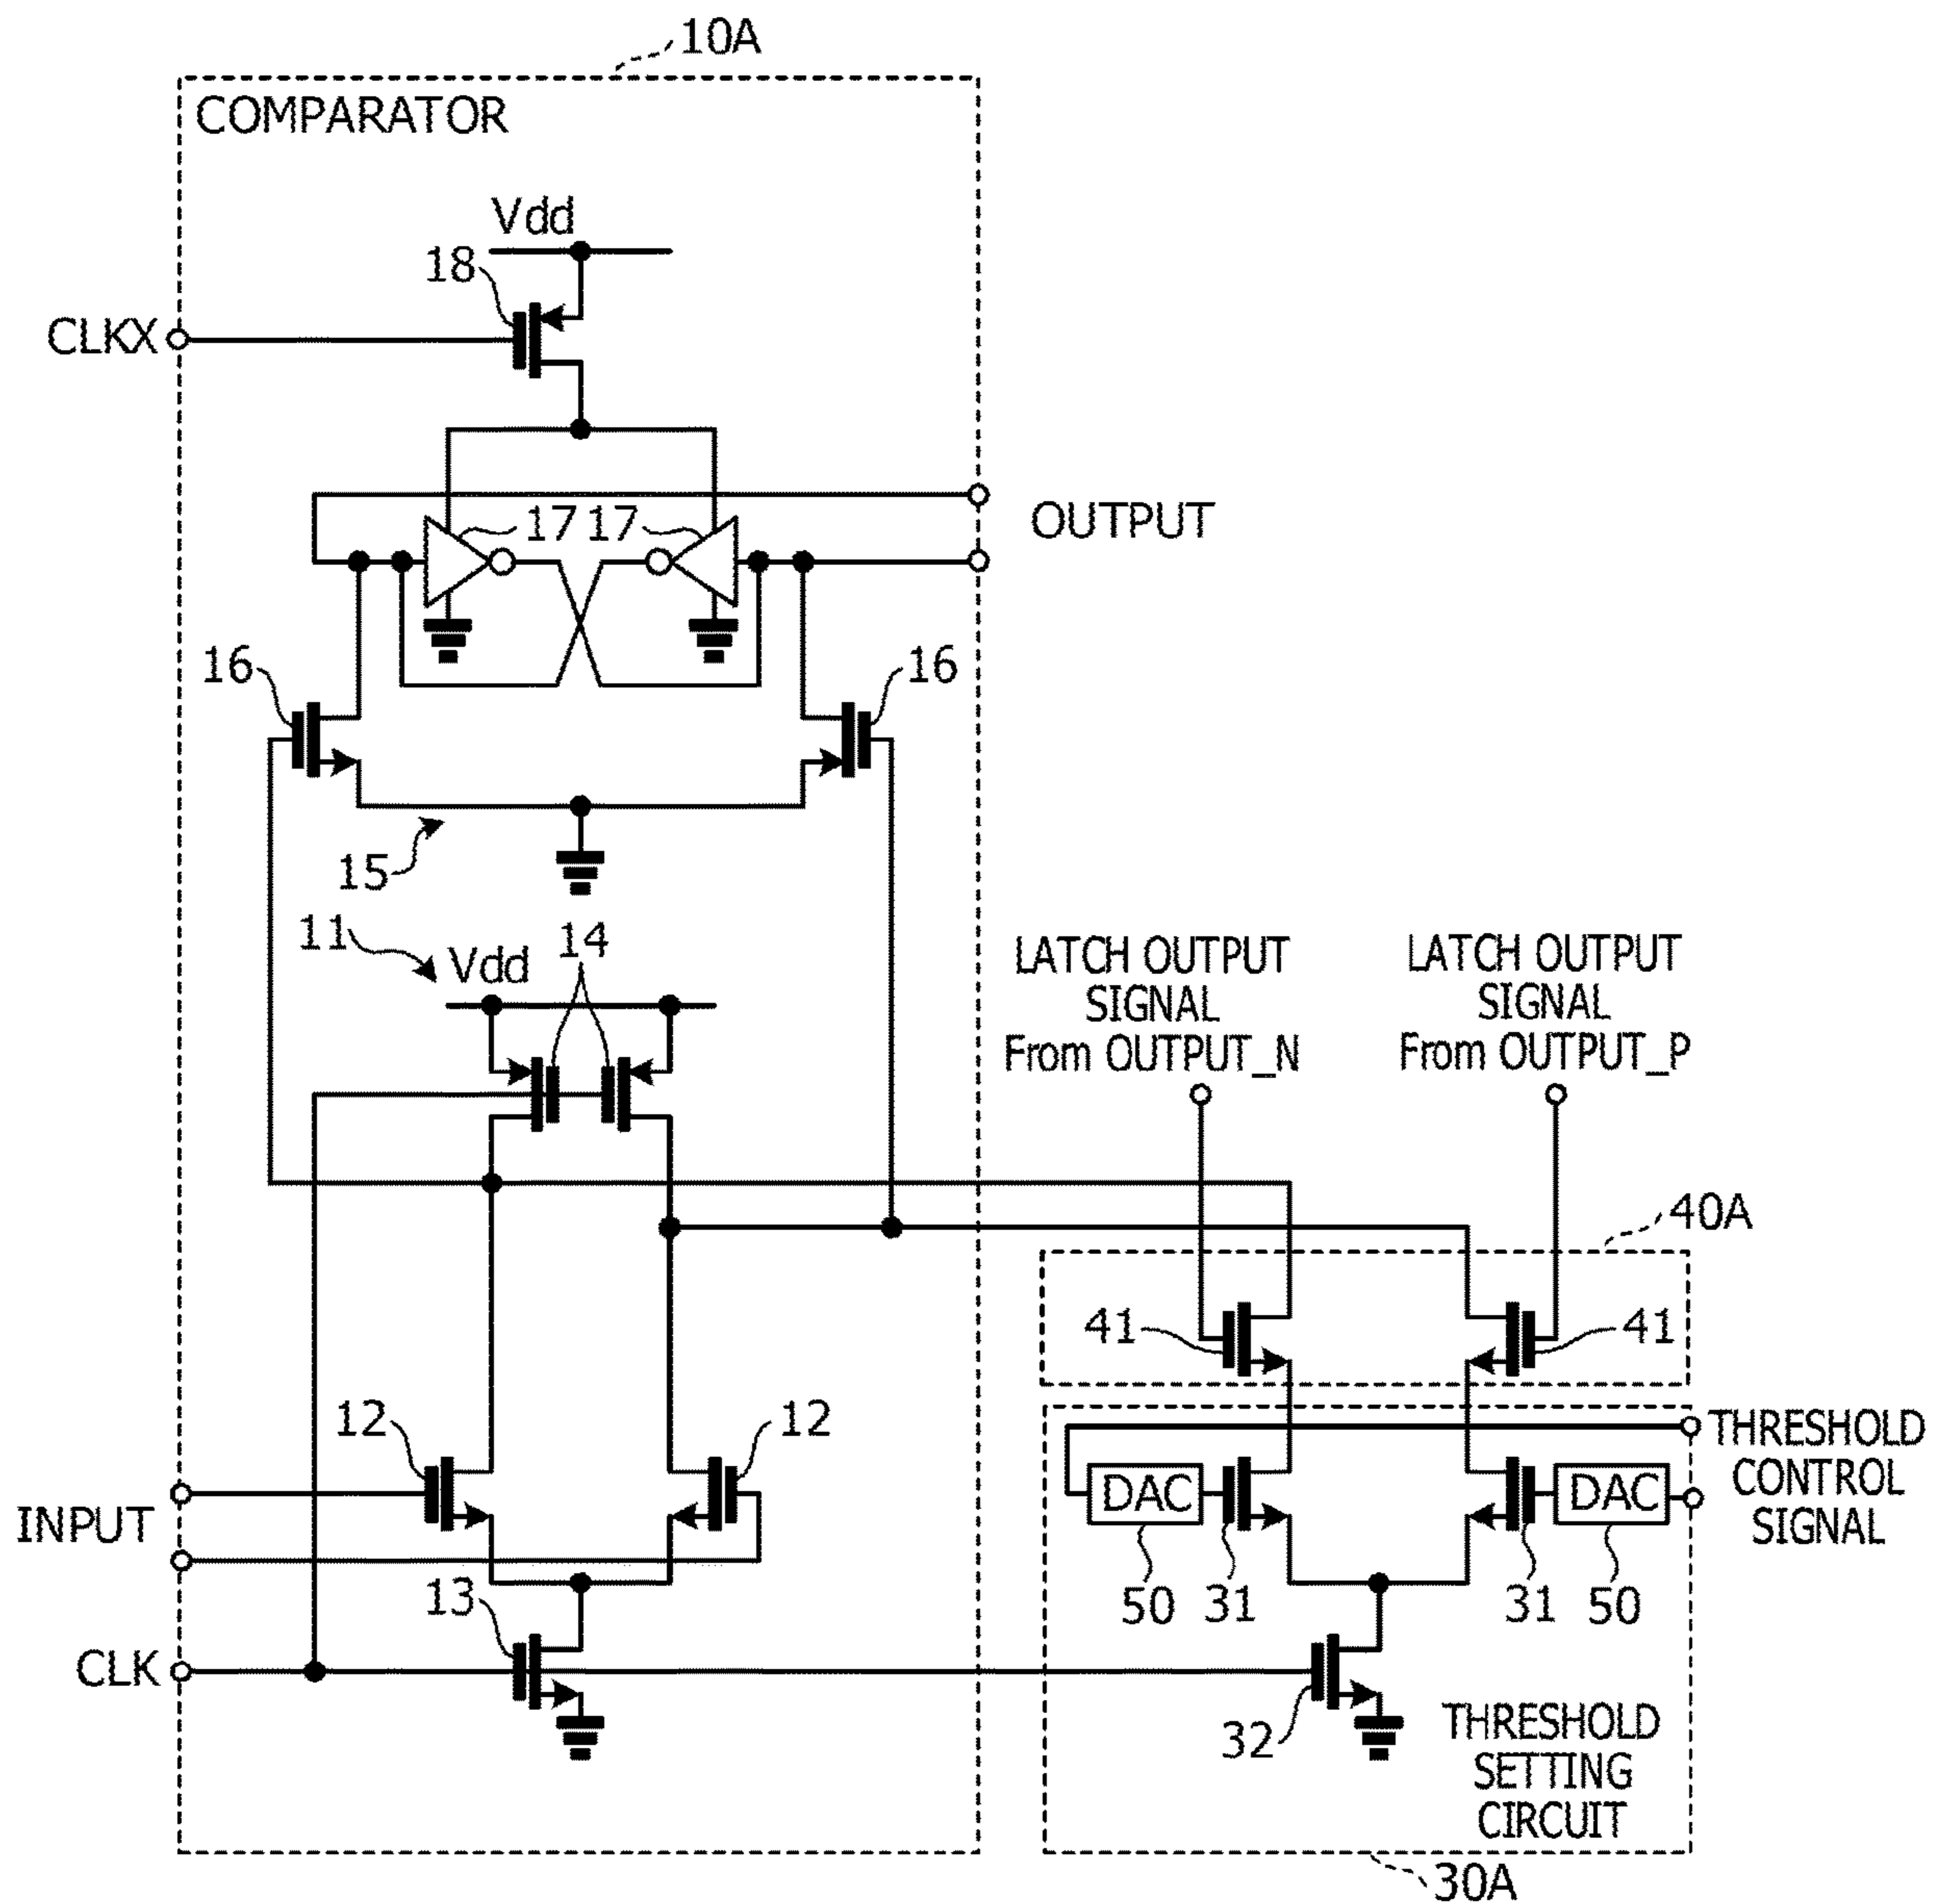 10A
COMPARATOR
Vdd
18
CLKX
17 17
OUTPUT
16
16
15
11
Vdd
14
LATCH OUTPUT
SIGNAL
From OUTPUT_N
LATCH OUTPUT
SIGNAL
From OUTPUT_P
40A
41
41
12
12
THRESHOLD
CONTROL
SIGNAL
DAC
DAC
INPUT
50
31
31
50
13
CLK
32
THRESHOLD
SETTING
CIRCUIT
30A